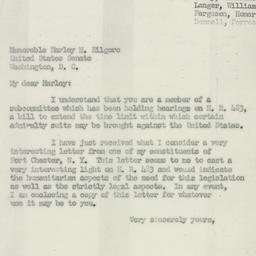 Langer, William
Ferguson, Homer
Donnell, Forres
Honorable Harley M. Kilgore
United States Senate
Washington, D. C.
My dear Harley:
I understand that you are a member of a
subcommittee which has been holding hearings on H. R. 483,
a bill to extend the time limit within which certain
admiralty suits may be brought against the United States.
I have just received what I consider a very
interesting letter from one of my constituents of
Port Chester, N. Y. This letter seems to me to cast a
very interesting light on H. R. 483 and would indicate
the humanitarian aspects of the need for this legislation
as well as the strictly legal aspects. In any event,
I am enclosing a copy of this letter for whatever
use it may be to you.
Very sincerely yours,